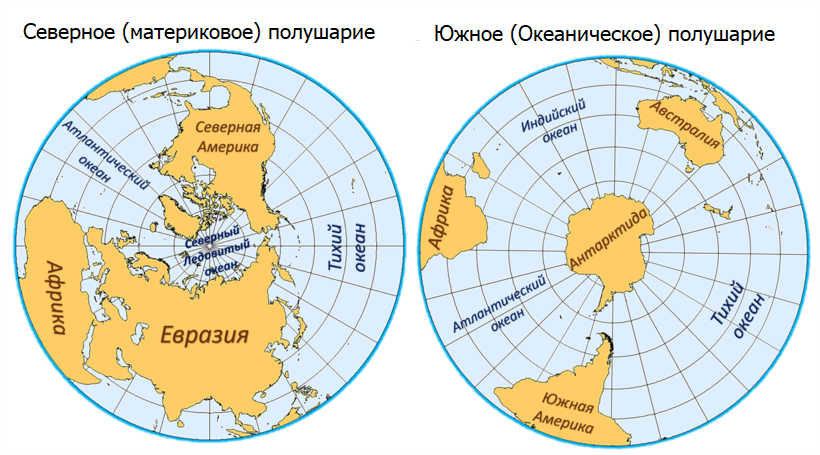 Северное (материковое) полушарие
Северная
Америка
Атлантический
океан
Северный
Ледовитый
океан
Тихий
океан
Африка
Евразия
Южное (Океаническое) полушарие
Индийский
океан
Австралия
Африка
Антарктида
Атлантический
океан
Тихий
океан
Южная
Америка